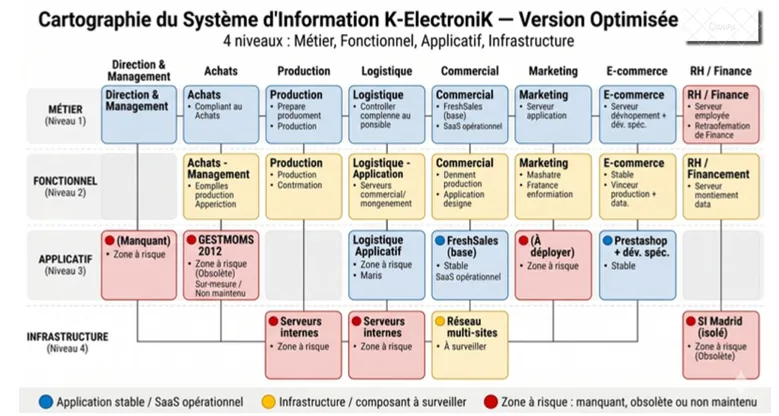 Cartographie du Système d'Information K-ElectroniK — Version Optimisée
4 niveaux : Métier, Fonctionnel, Applicatif, Infrastructure
Direction &
Management
Achats
Production
Logistique
Commercial
Marketing
E-commerce
RH / Finance
MÉTIER
(Niveau 1)
Direction &
Management
Achats
• Compliant au
Achats
Production
• Prepare
produoment
• Production
Logistique
• Controller
complenne au
ponsible
Commercial
• FreshSales
(base)
• SaaS opérationnel
Marketing
• Serveur
application
E-commerce
• Serveur
dévhopement +
dév. spéc.
RH / Finance
• Serveur
employée
• Retraofemation
de Finance
FONCTIONNEL
(Niveau 2)
Achats -
Management
• Emplles
production
Apperiction
Production
• Production
• Contrmation
Logistique -
Application
• Serveurs
commercial/
mongenement
Commercial
• Denment
production
• Application
designe
Marketing
• Mashatre
• Fratance
enformiation
E-commerce
• Stable
• Vinceur
production +
data.
RH /
Financement
• Serveur
montiement
data
APPLICATIF
(Niveau 3)
(Manquant)
• Zone à risque
GESTMOMS
2012
• Zone à risque
(Obsolète)
Sur-mesure /
Non maintenu
Logistique
Applicatif
• Zone à risque
• Maris
FreshSales
(base)
• Stable
SaaS opérationnel
(À
déployer)
• Zone à risque
Prestashop
+ dév. spéc.
• Stable
INFRASTRUCTURE
(Niveau 4)
Serveurs
internes
• Zone à risque
Serveurs
internes
• Zone à risque
Réseau
multi-sites
• À surveiller
SI Madrid
(isolé)
• Zone à risque
(Obsolète)
Application stable / SaaS opérationnel
Infrastructure / composant à surveiller
Zone à risque : manquant, obsolète ou non maintenu